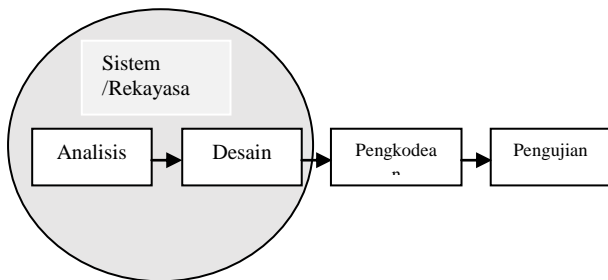 Sistem
/Rekayasa
Analisis
Desain
Pengkodea
n
Pengujian